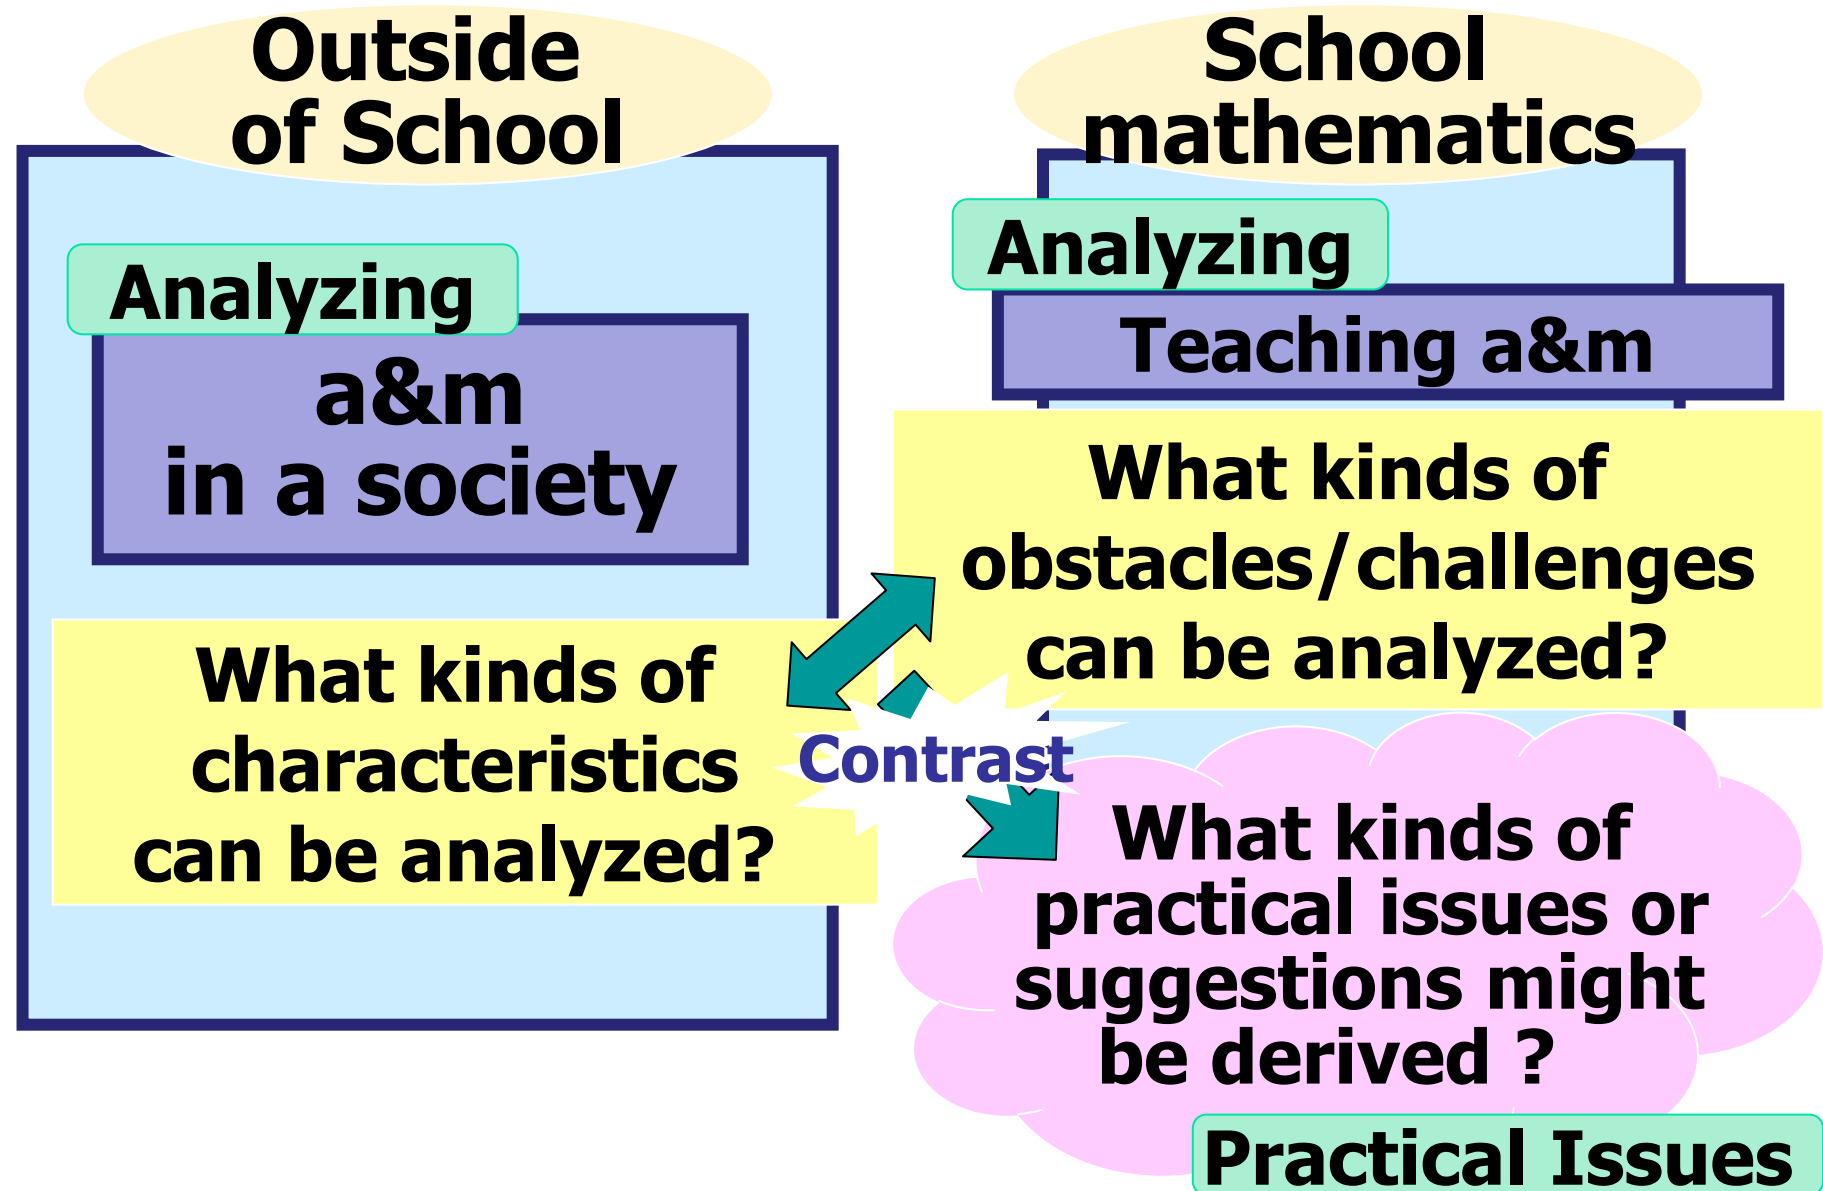 Outside
of School
Analyzing
a&m
in a society
What kinds of
characteristics
can be analyzed?
Contrast
School
mathematics
Analyzing
Teaching a&m
What kinds of
obstacles/challenges
can be analyzed?
What kinds of
practical issues or
suggestions might
be derived ?
Practical Issues